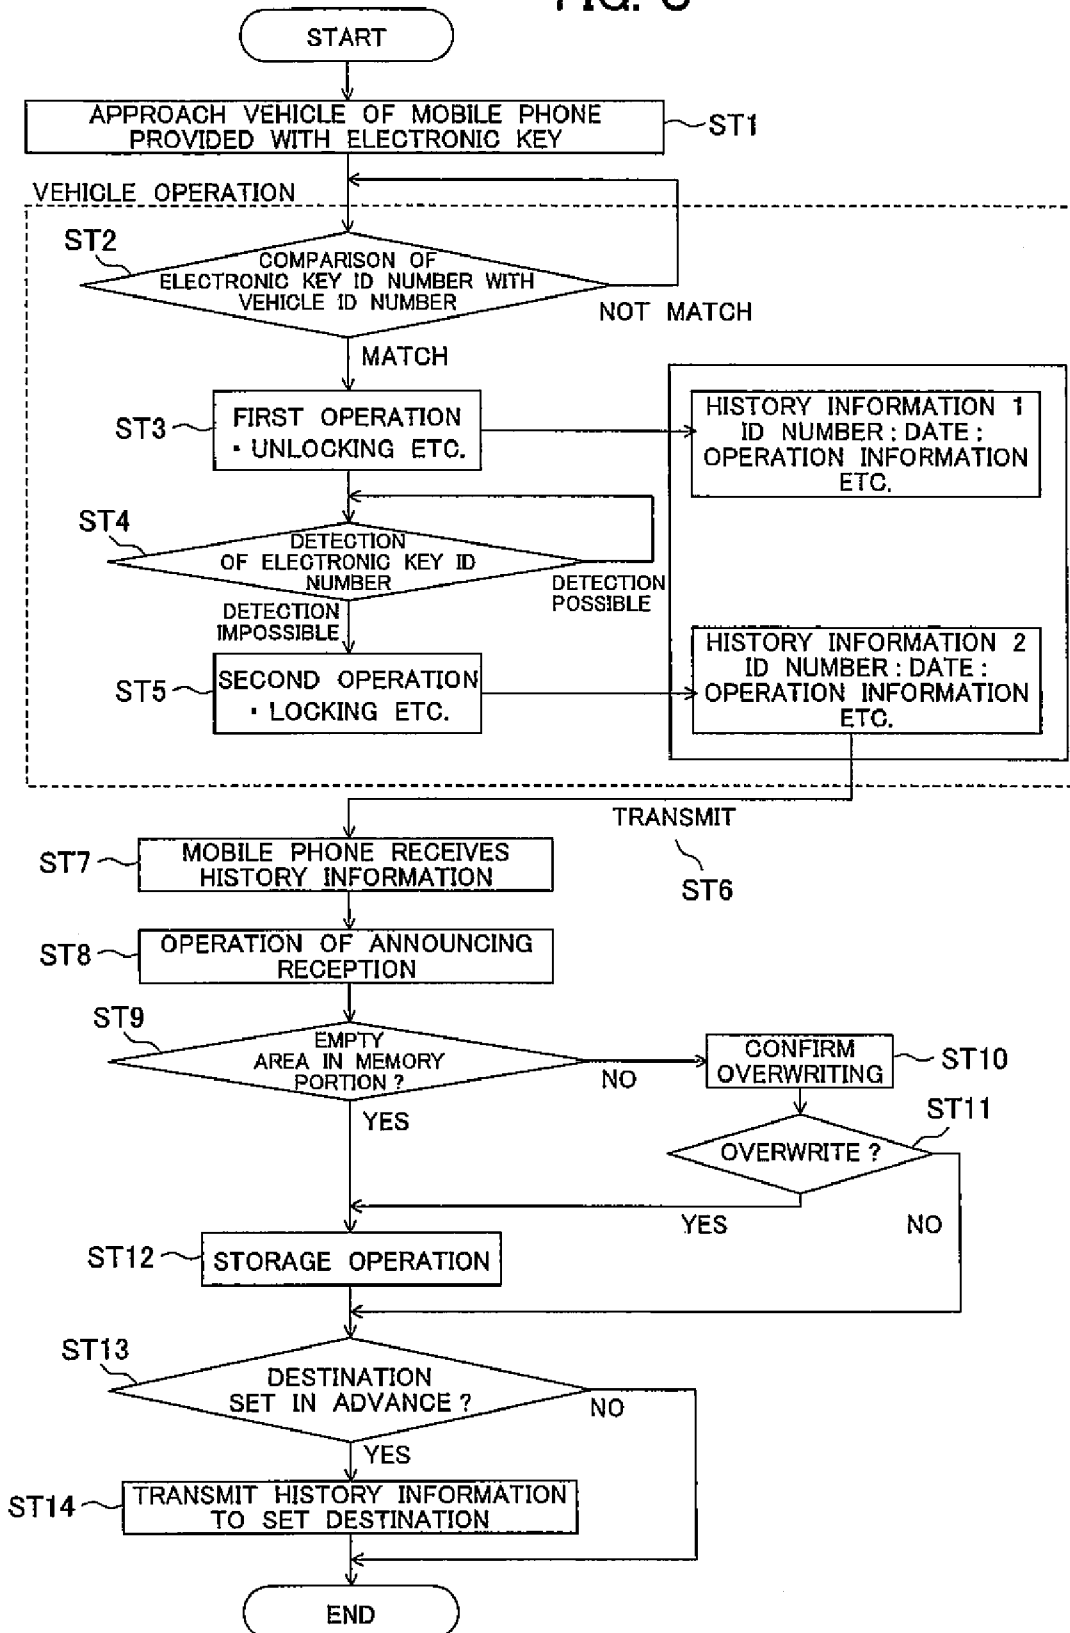 START
APPROACH VEHICLE OF MOBILE PHONE
PROVIDED WITH ELECTRONIC KEY
ST1
VEHICLE OPERATION
ST2
COMPARISON OF
ELECTRONIC KEY ID NUMBER WITH
VEHICLE ID NUMBER
NOT MATCH
MATCH
ST3
FIRST OPERATION
・UNLOCKING ETC.
HISTORY INFORMATION 1
ID NUMBER : DATE :
OPERATION INFORMATION
ETC.
ST4
DETECTION
OF ELECTRONIC KEY ID
NUMBER
DETECTION
POSSIBLE
DETECTION
IMPOSSIBLE
ST5
SECOND OPERATION
・LOCKING ETC.
HISTORY INFORMATION 2
ID NUMBER : DATE :
OPERATION INFORMATION
ETC.
TRANSMIT
ST6
ST7
MOBILE PHONE RECEIVES
HISTORY INFORMATION
ST8
OPERATION OF ANNOUNCING
RECEPTION
ST9
EMPTY
AREA IN MEMORY
PORTION ?
NO
YES
CONFIRM
OVERWRITING
ST10
ST11
OVERWRITE ?
YES
NO
ST12
STORAGE OPERATION
ST13
DESTINATION
SET IN ADVANCE ?
NO
YES
ST14
TRANSMIT HISTORY INFORMATION
TO SET DESTINATION
END